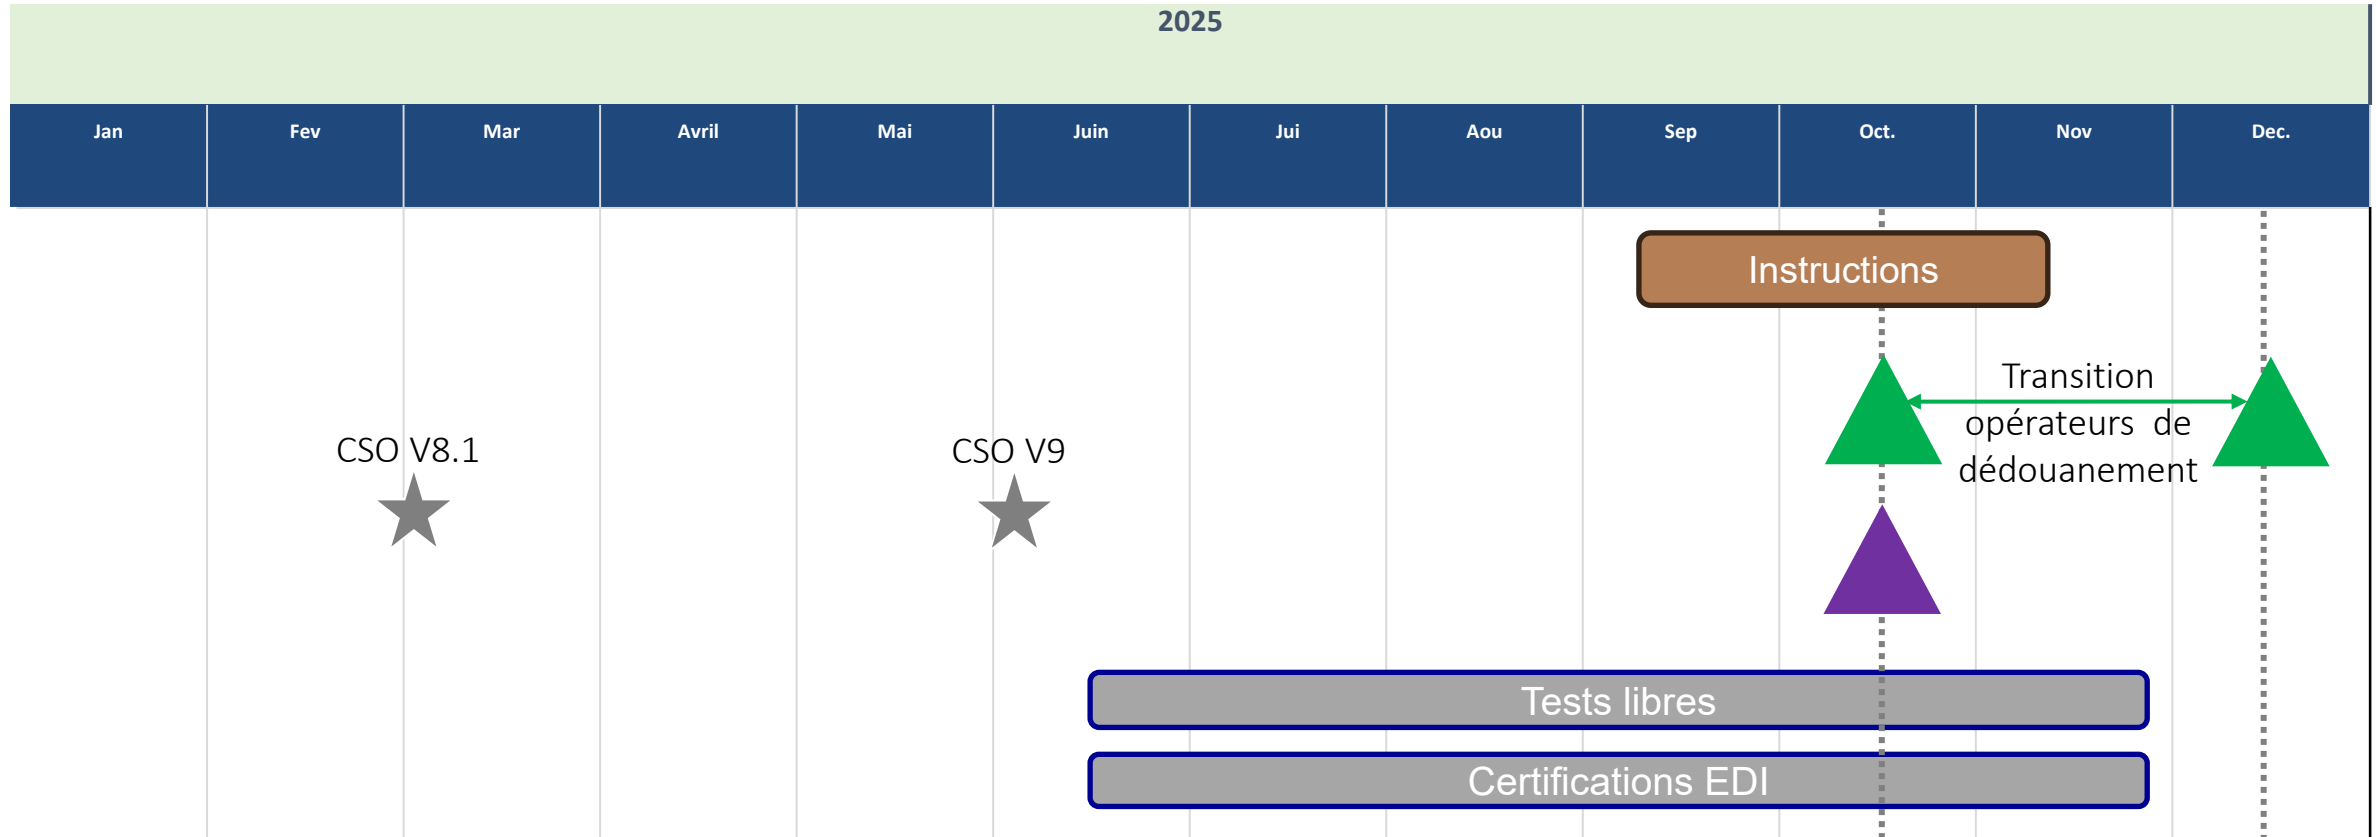 2025
Jan
Fev
Mar
Avril
Mai
Juin
Jui
Aou
Sep
Oct.
Nov
Dec.
Instructions
Transition
opérateurs de
dédouanement
CSO V8.1
CSO V9
Tests libres
Certifications EDI